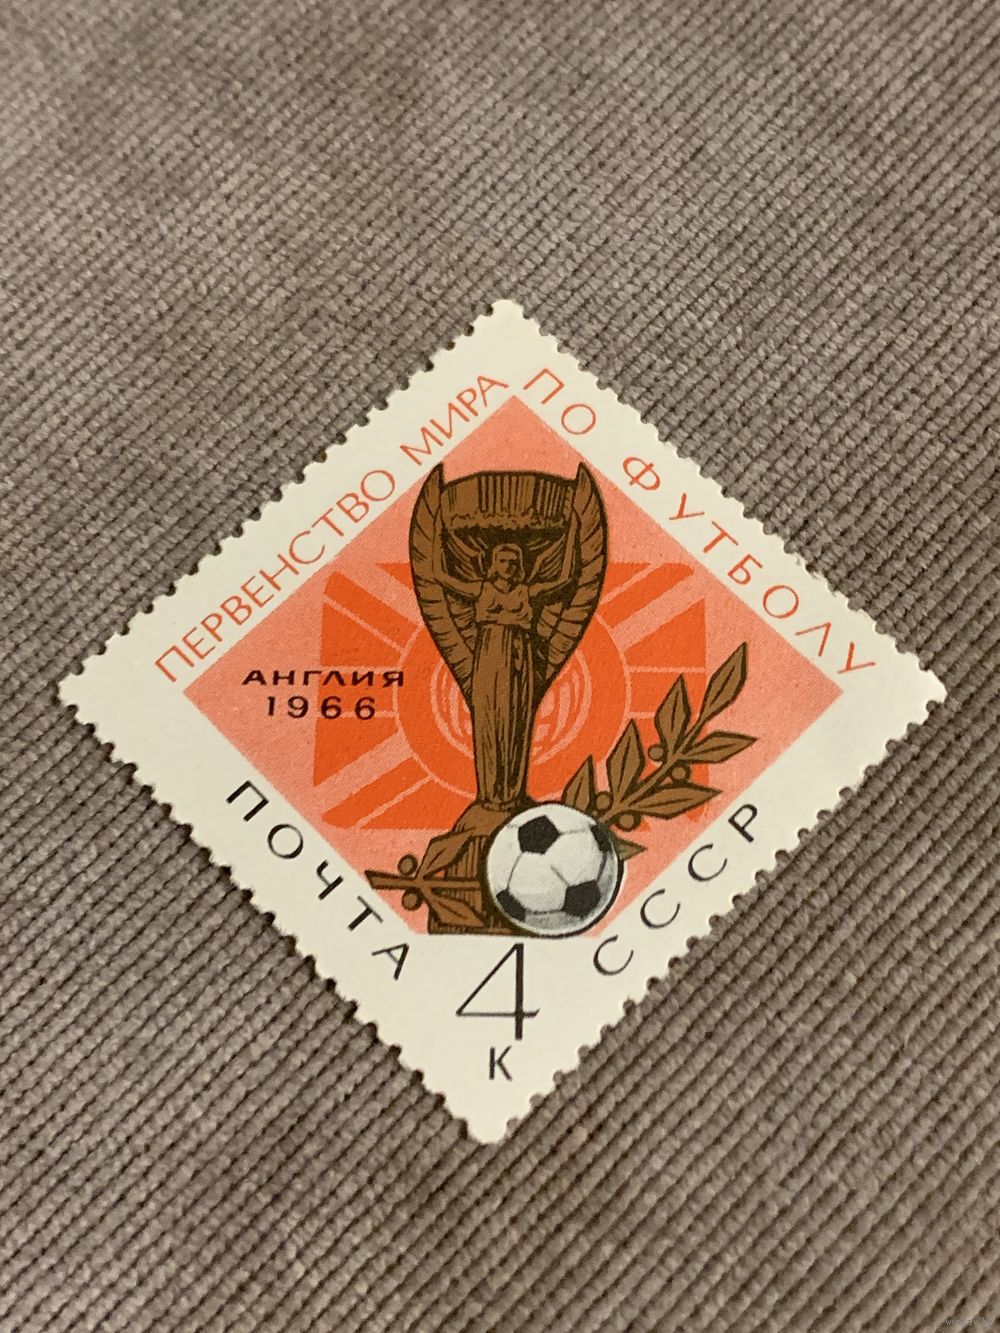 ПЕРВЕНСТВО МИРА
ПО ФУТБОЛУ
АНГЛИЯ
1966
ПОЧТА
СССР
4
К